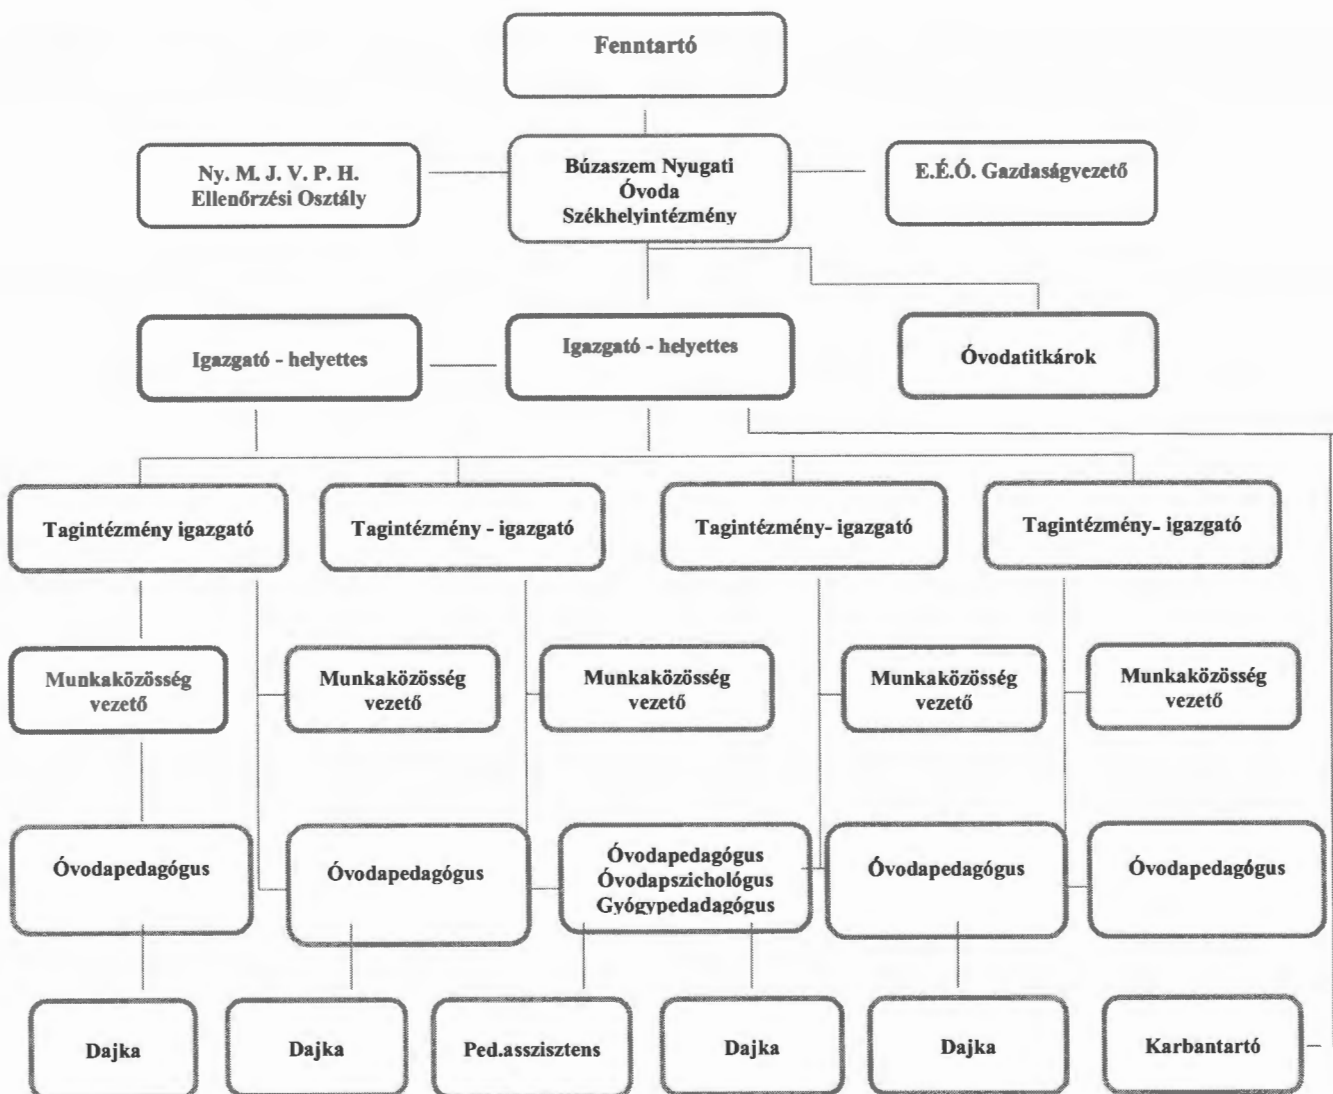 Fenntartó
Ny. M. J. V. P. H.
Ellenőrzési Osztály
Búzaszem Nyugati
Óvoda
Székhelyintézmény
E.É.Ó. Gazdaságvezető
Igazgató - helyettes
Igazgató - helyettes
Óvodatitkárok
Tagintézmény igazgató
Tagintézmény - igazgató
Tagintézmény- igazgató
Tagintézmény- igazgató
Munkaközösség
vezető
Munkaközösség
vezető
Munkaközösség
vezető
Munkaközösség
vezető
Munkaközösség
vezető
Óvodapedagógus
Óvodapedagógus
Óvodapedagógus
Óvodapszichológus
Gyógypedadagógus
Óvodapedagógus
Óvodapedagógus
Dajka
Dajka
Ped.asszisztens
Dajka
Dajka
Karbantartó